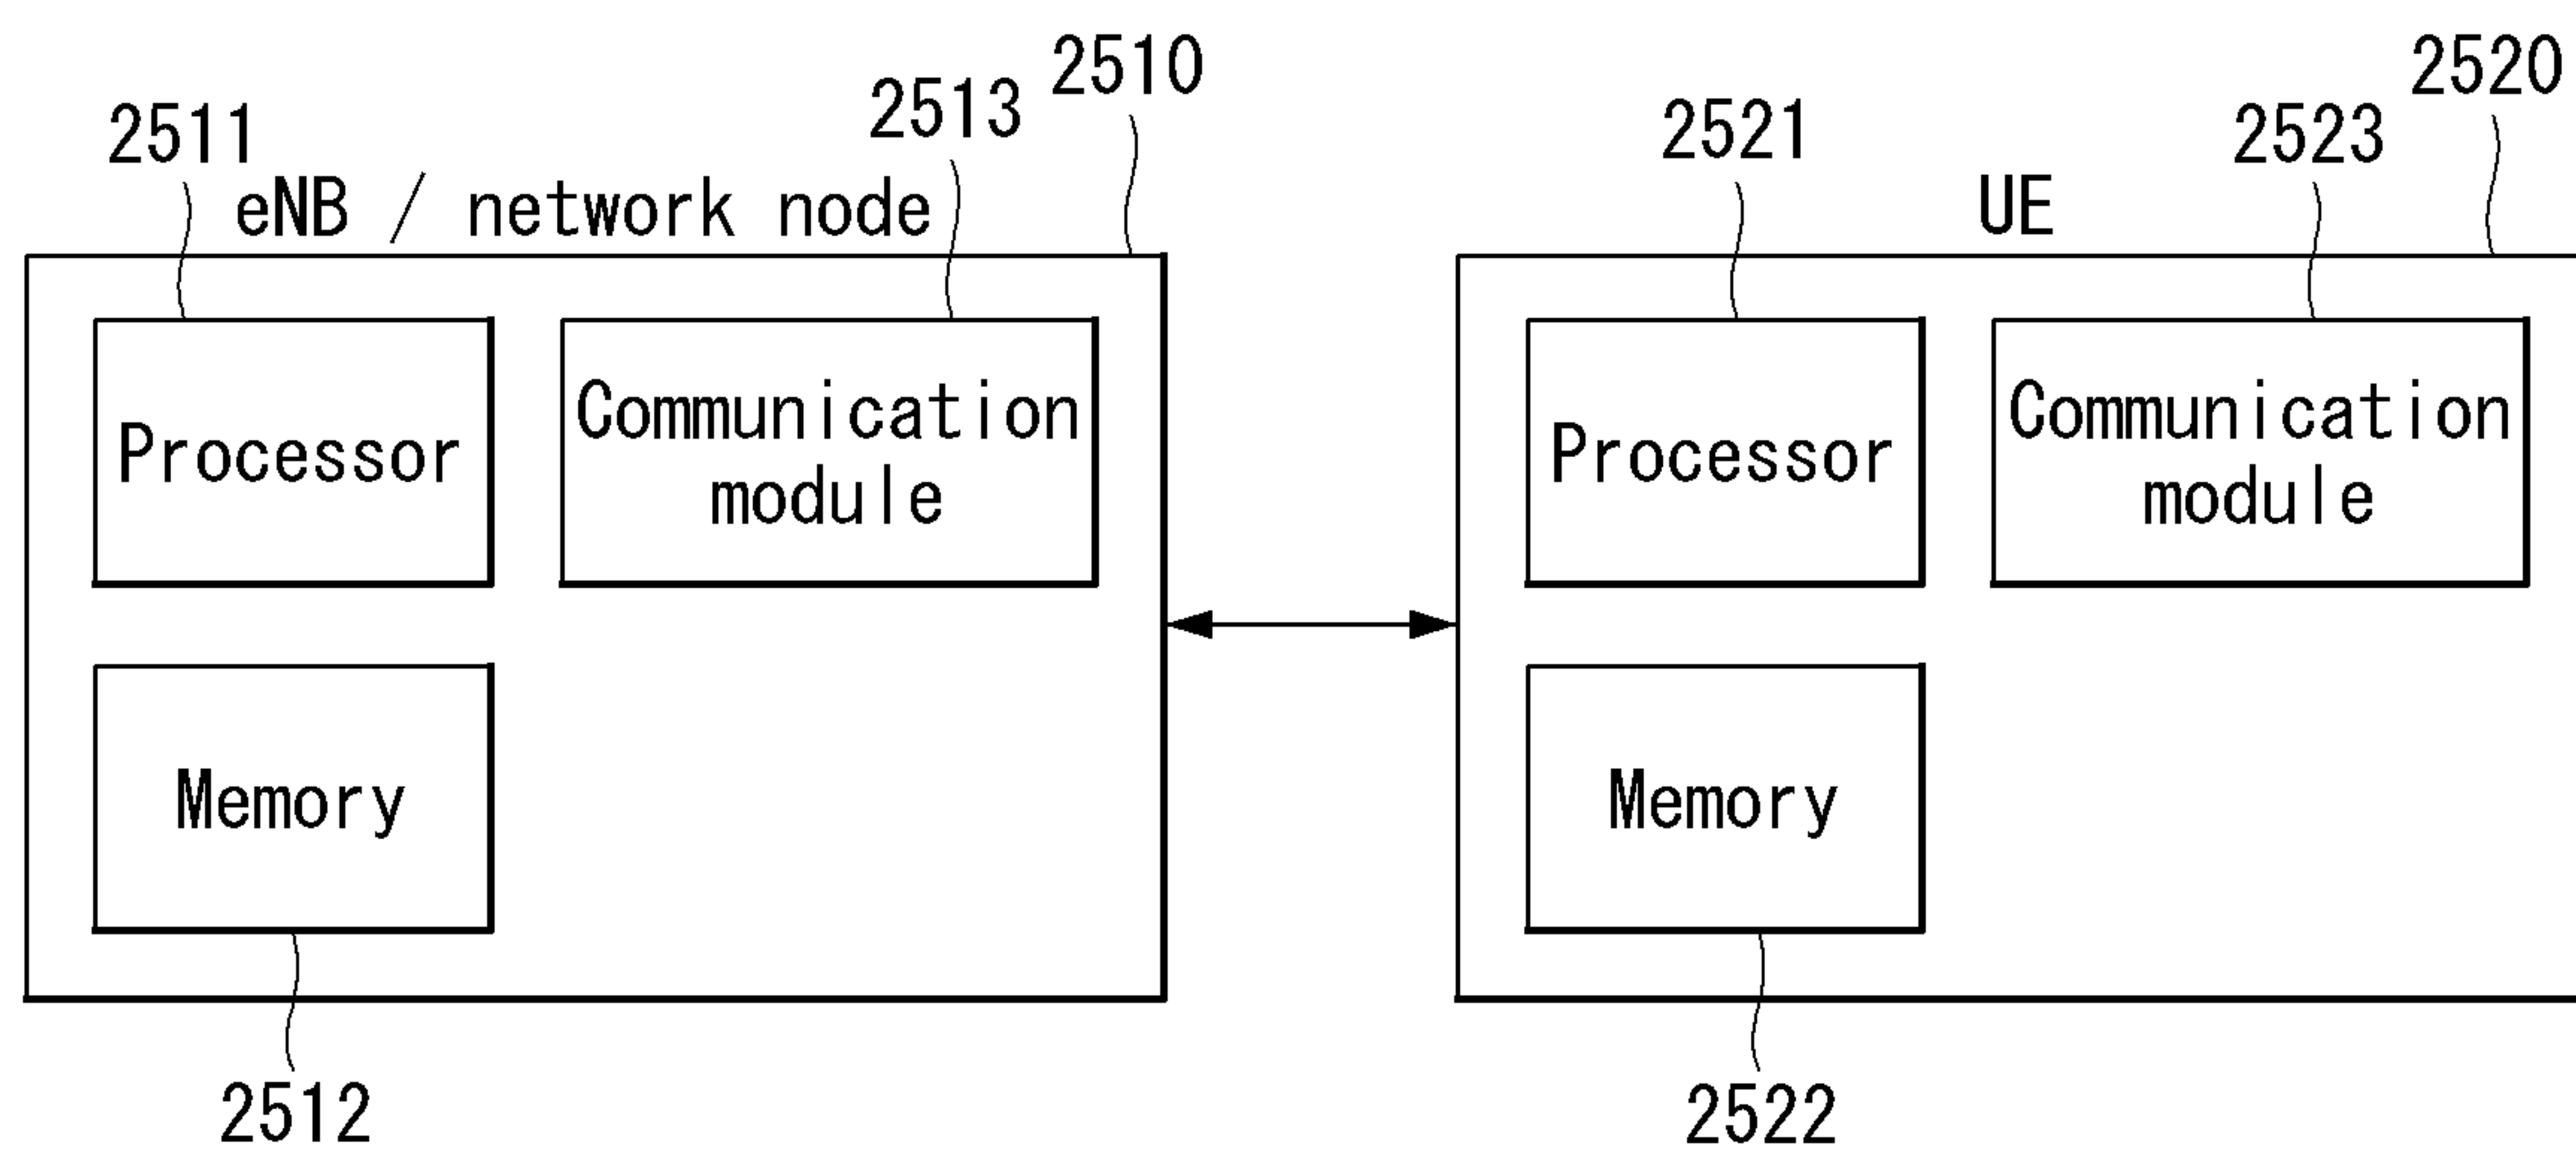 2510
2520
2513
2511
2521
2523
eNB / network node
UE
Processor
Communication
module
Processor
Communication
module
Memory
Memory
2512
2522